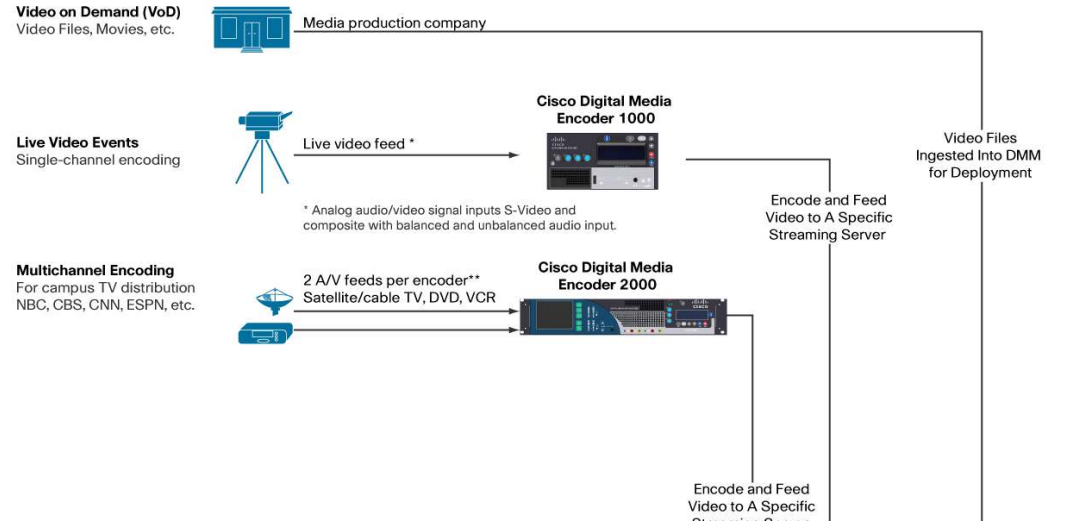 Video on Demand (VoD)
Video Files, Movies, etc.
Media production company
Cisco Digital Media
Encoder 1000
Live Video Events
Single-channel encoding
Live video feed *
Video Files
Ingested Into DMM
for Deployment
Encode and Feed
Video to A Specific
Streaming Server
* Analog audio/video signal inputs S-Video and
composite with balanced and unbalanced audio input.
Multichannel Encoding
For campus TV distribution
NBC, CBS, CNN, ESPN, etc.
2 A/V feeds per encoder**
Satellite/cable TV, DVD, VCR
Cisco Digital Media
Encoder 2000
CISCO
Encode and Feed
Video to A Specific
Streaming Server